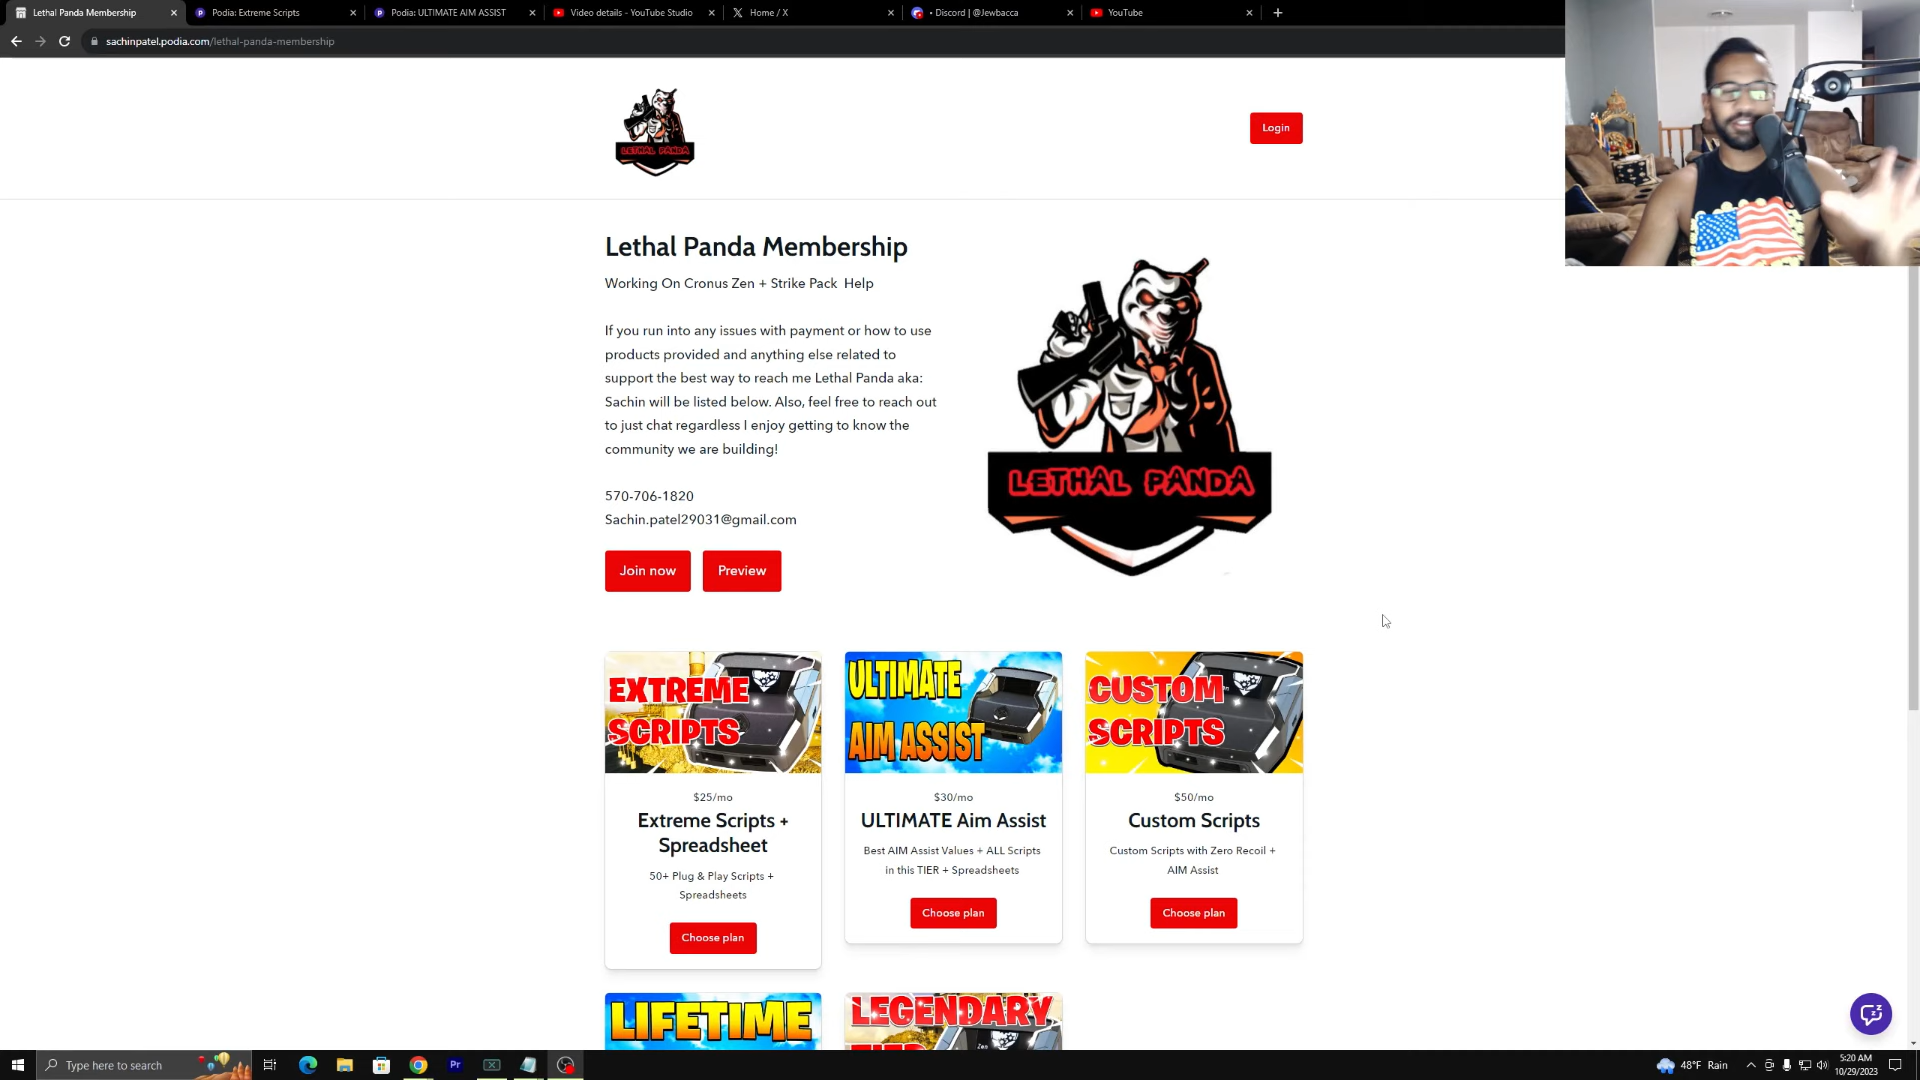 Lethal Panda Membership
Podia: Extreme Scripts
Podia: ULTIMATE AIM ASSIST
Video details - YouTube Studio
Home / X
• Discord | @Jewbacca
YouTube
sachinpatel.podia.com/lethal-panda-membership
LETHAL PANDA
Login
Lethal Panda Membership
Working On Cronus Zen + Strike Pack Help
If you run into any issues with payment or how to use
products provided and anything else related to
support the best way to reach me Lethal Panda aka:
Sachin will be listed below. Also, feel free to reach out
to just chat regardless I enjoy getting to know the
community we are building!
570-706-1820
Sachin.patel29031@gmail.com
Join now
Preview
LETHAL PANDA
EXTREME
SCRIPTS
$25/mo
Extreme Scripts +
Spreadsheet
50+ Plug & Play Scripts +
Spreadsheets
Choose plan
ULTIMATE
AIM ASSIST
$30/mo
ULTIMATE Aim Assist
Best AIM Assist Values + ALL Scripts
in this TIER + Spreadsheets
Choose plan
CUSTOM
SCRIPTS
$50/mo
Custom Scripts
Custom Scripts with Zero Recoil +
AIM Assist
Choose plan
LIFETIME
LEGENDARY
TIER
Zen
Type here to search
Pr
48°F Rain
5:20 AM
10/29/2023